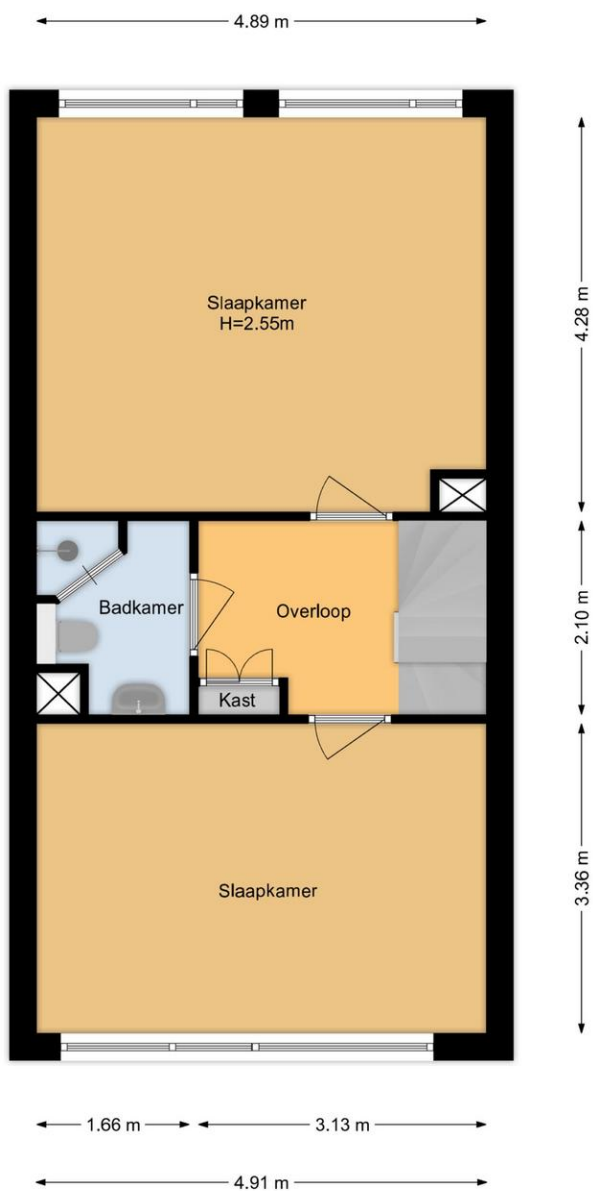 4.89 m
Slaapkamer
H=2.55m
4.28 m
Badkamer
Overloop
2.10 m
Kast
Slaapkamer
3.36 m
1.66 m
3.13 m
4.91 m